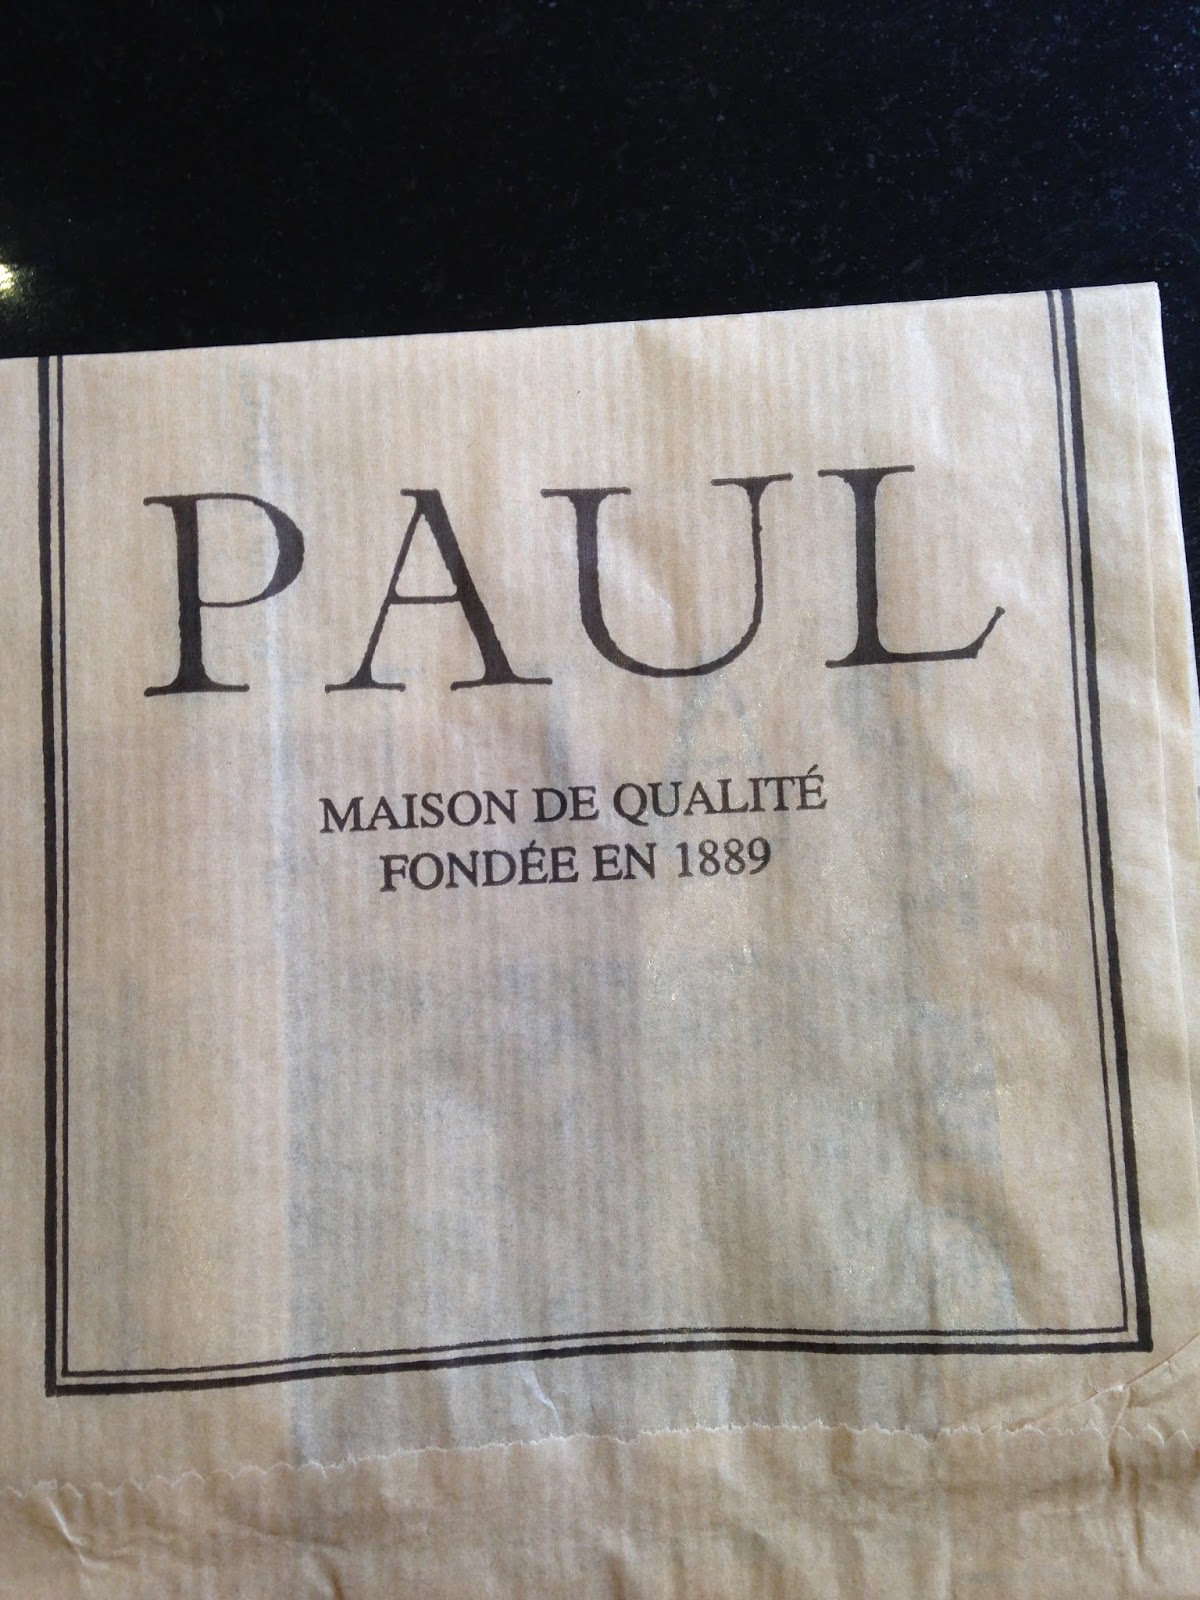 PAUL
MAISON DE QUALITÉ
FONDÉE EN 1889